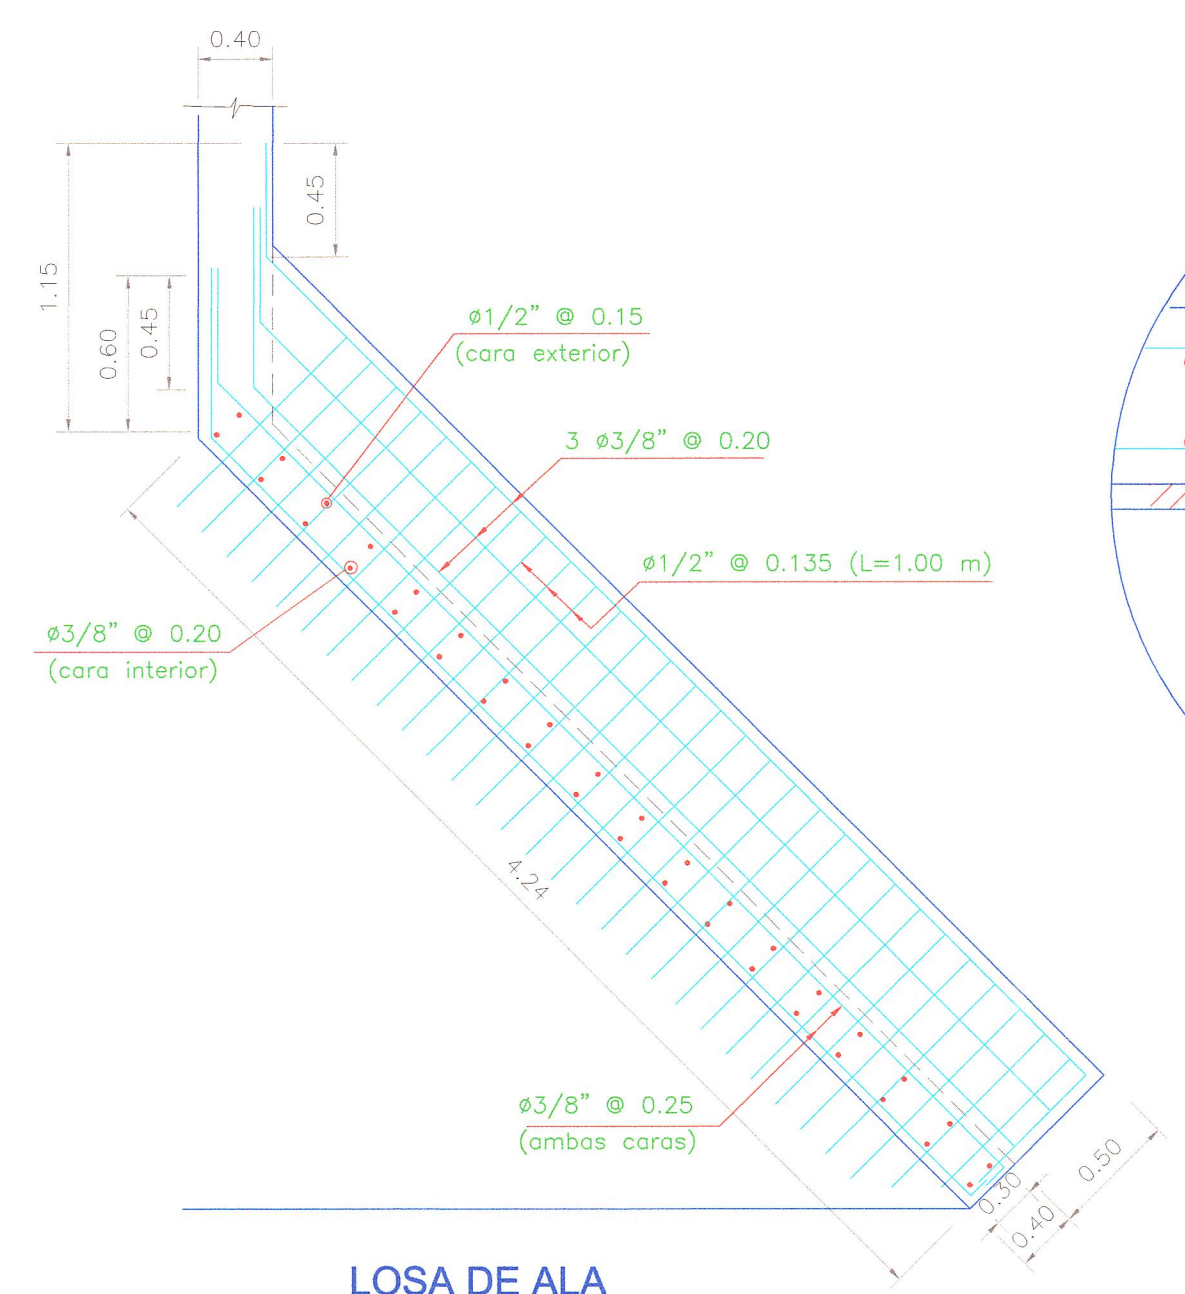 0.40
0.45
1.15
0.60
0.45
ø1/2" @ 0.15
(cara exterior)
3 ø3/8" @ 0.20
ø1/2" @ 0.135 (L=1.00 m)
ø3/8" @ 0.20
(cara interior)
4.24
ø3/8" @ 0.25
(ambas caras)
0.30
0.40
0.50
LOSA DE ALA